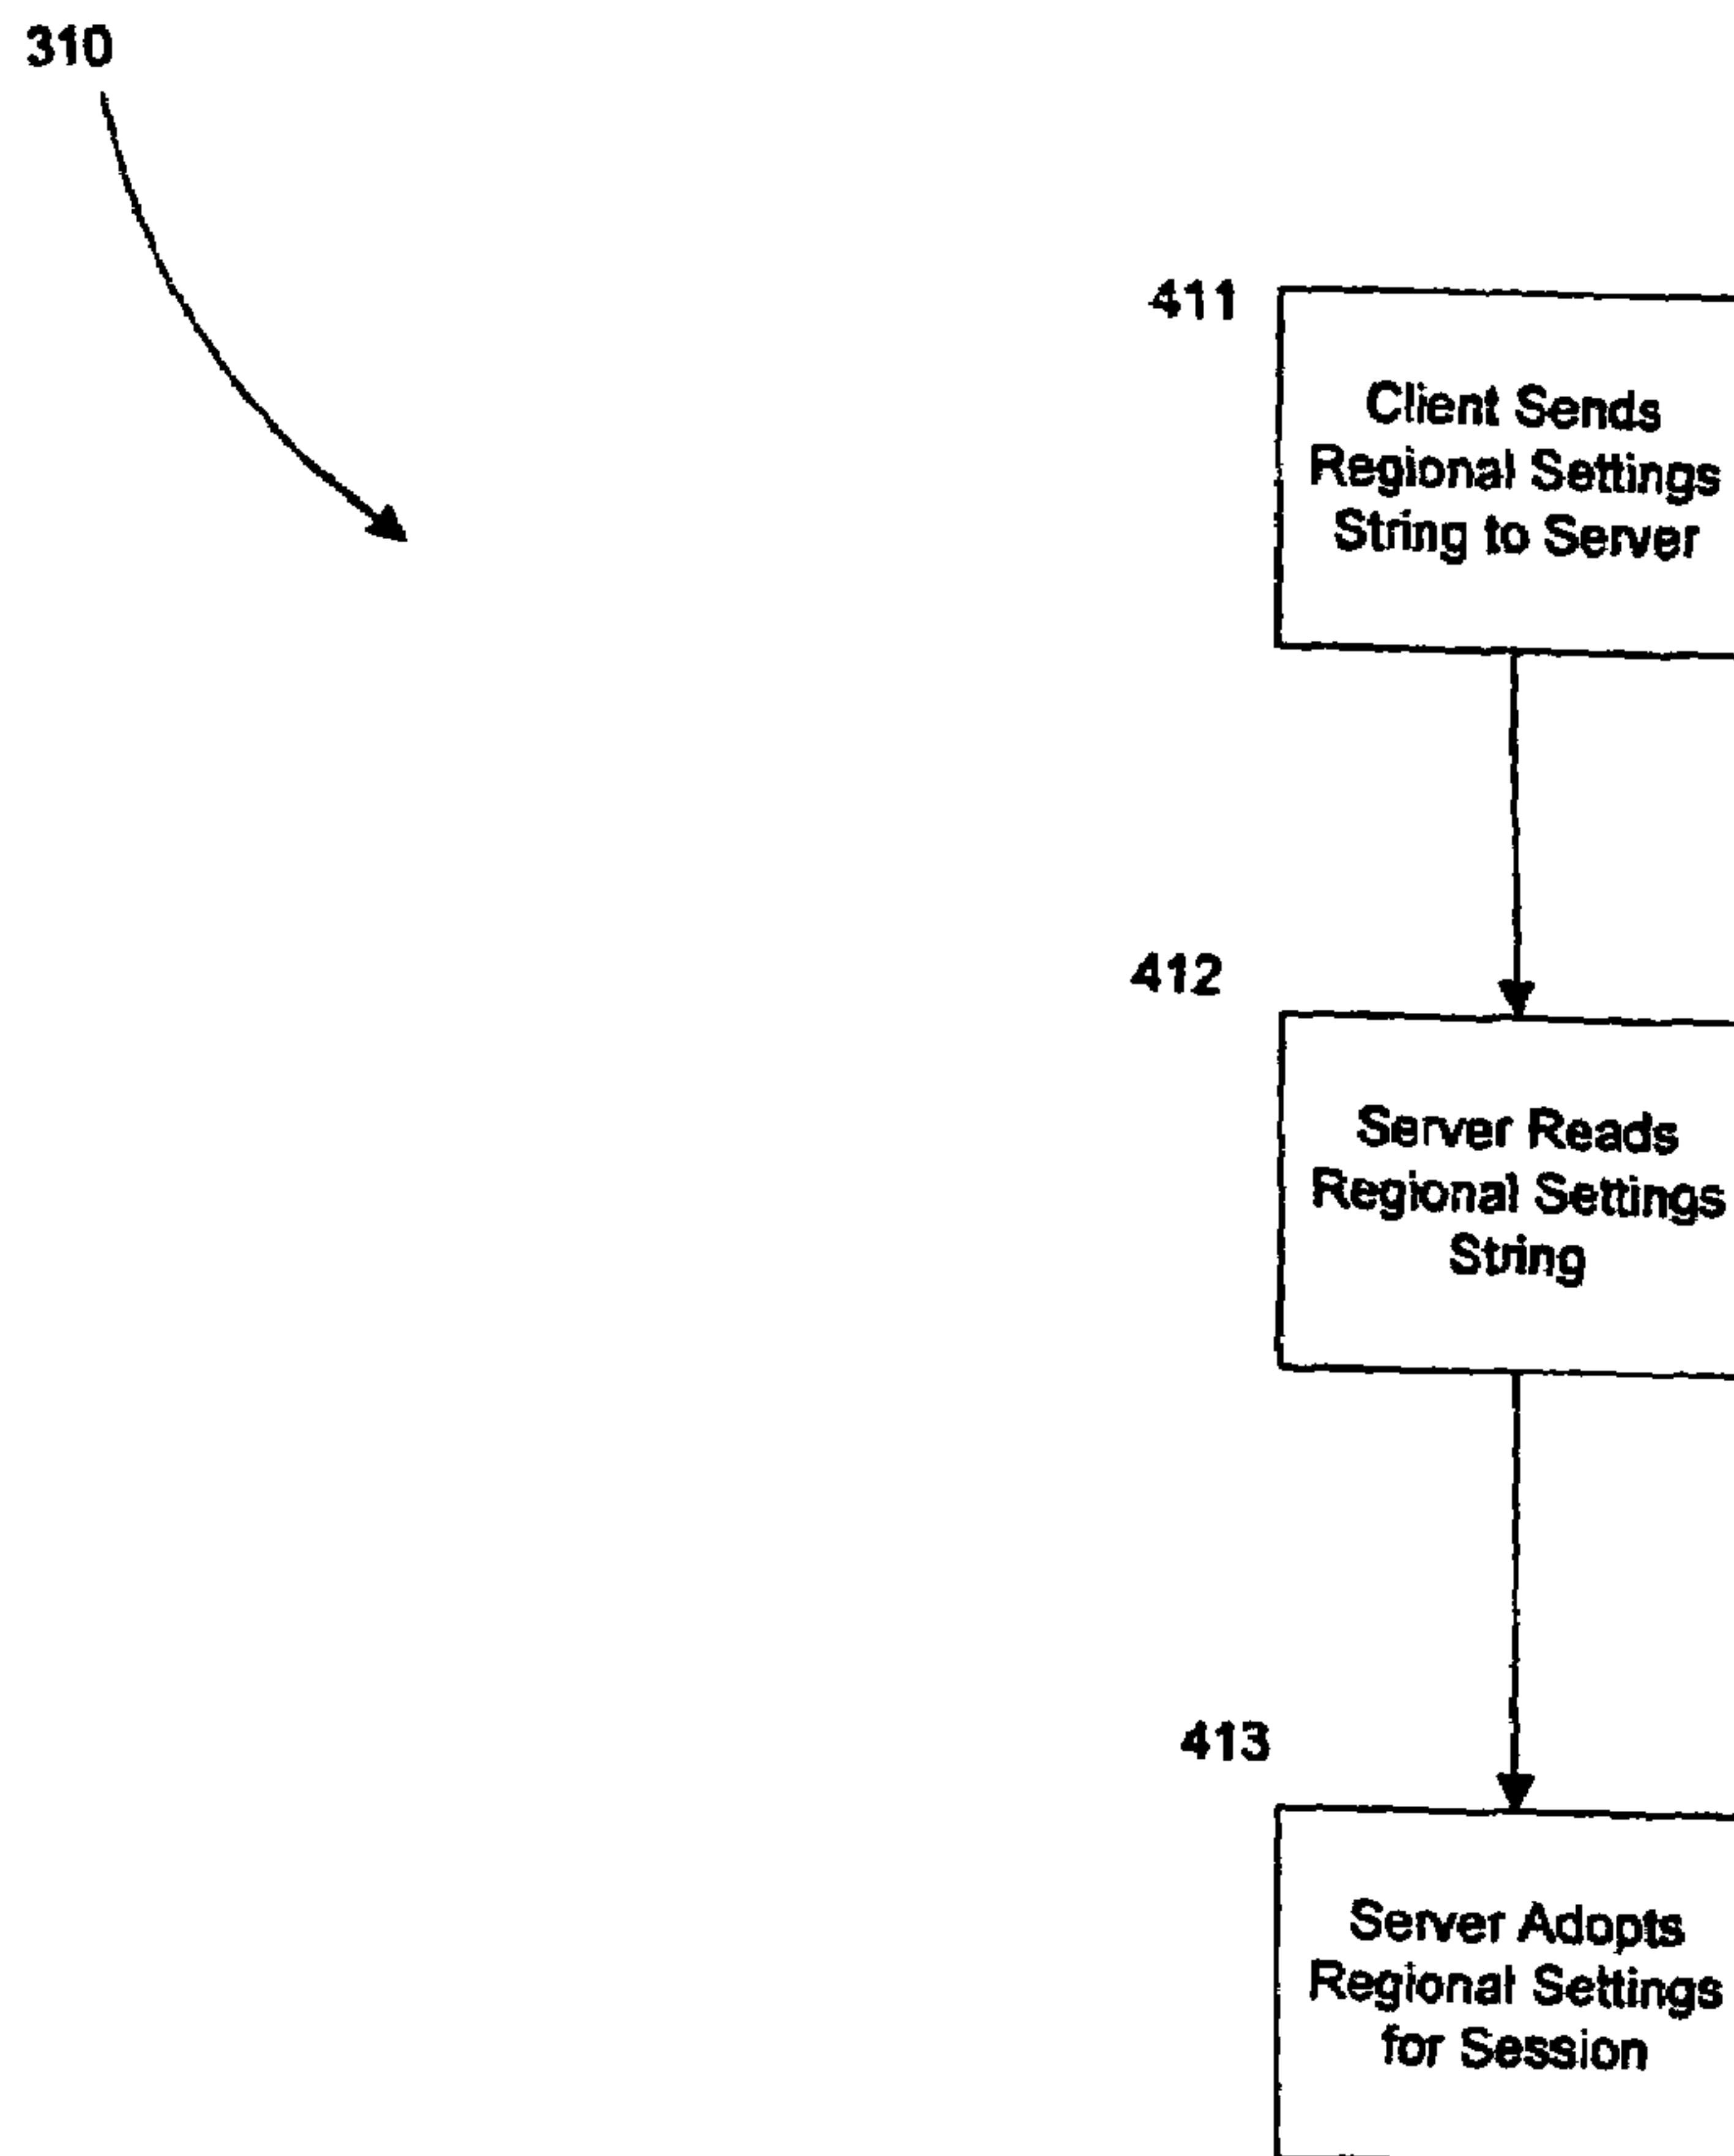 310
411
Client Sends
Regional Settings
String to Server
412
Server Reads
Regional Settings
String
413
Server Adopts
Regional Settings
for Session